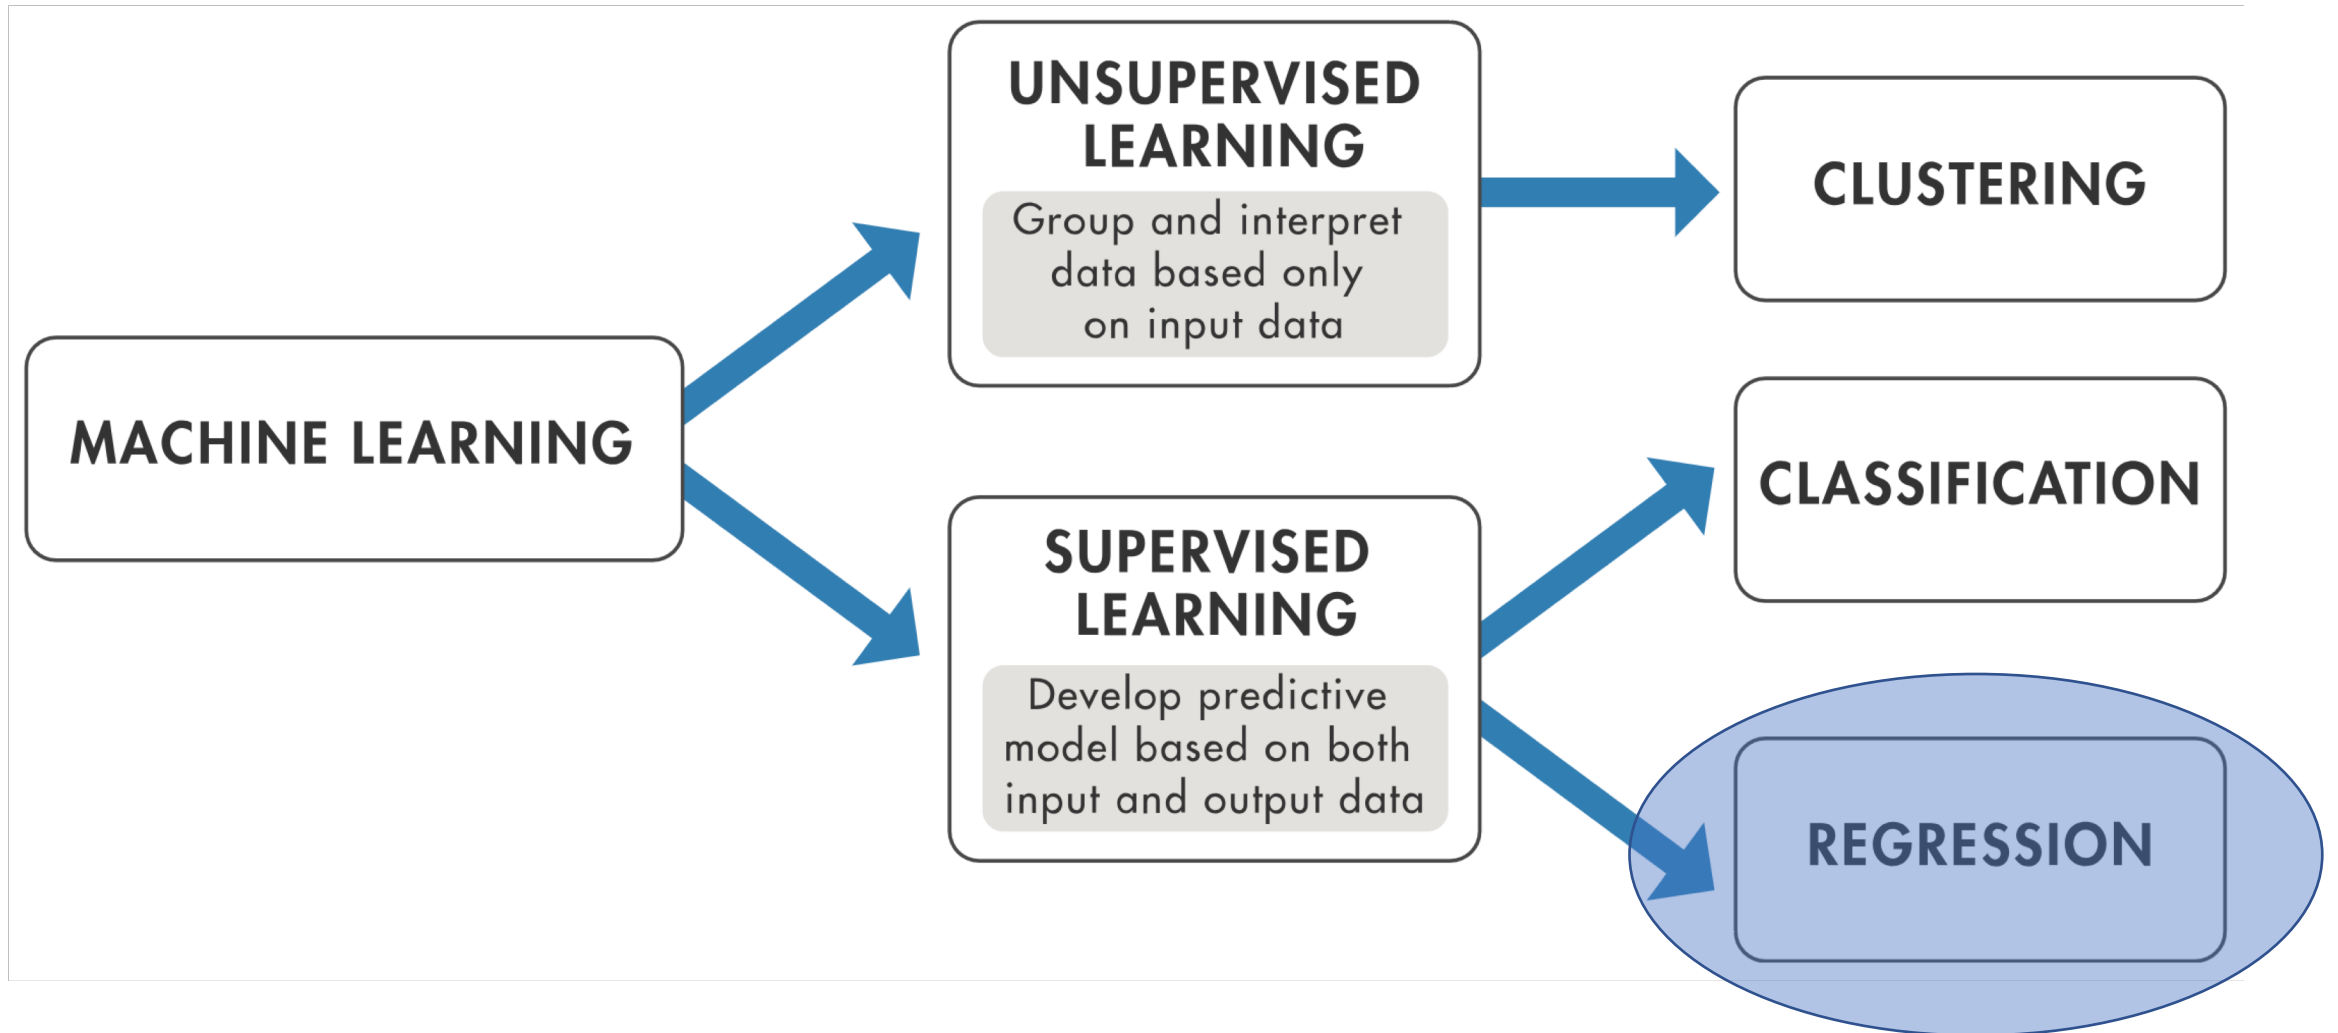 MACHINE LEARNING
UNSUPERVISED
LEARNING
Group and interpret
data based only
on input data
SUPERVISED
LEARNING
Develop predictive
model based on both
input and output data
CLUSTERING
CLASSIFICATION
REGRESSION